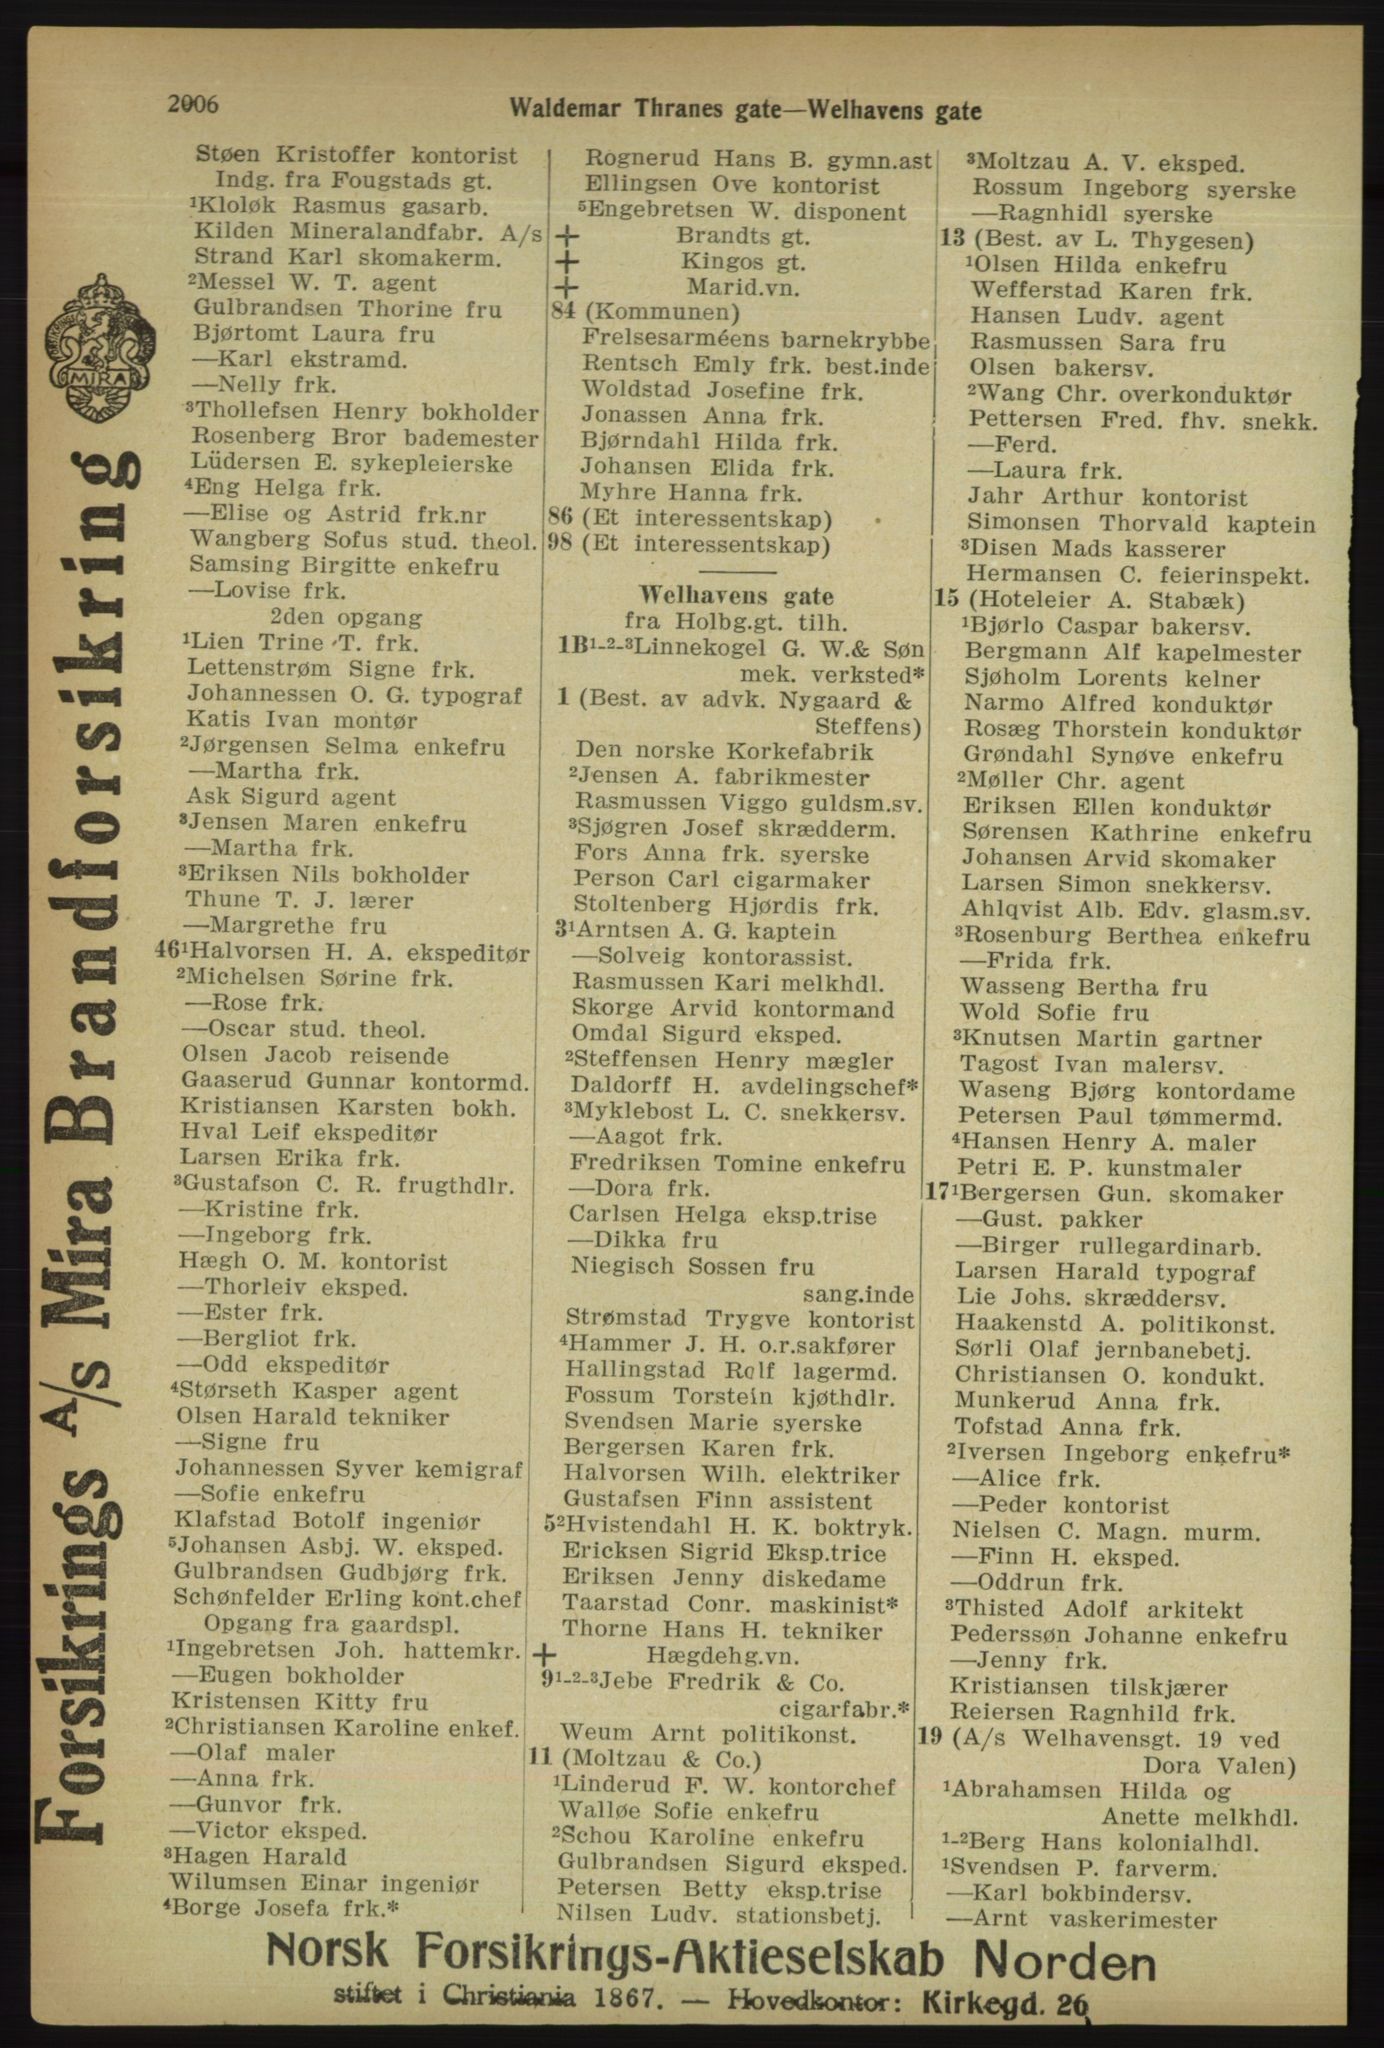 2006
Waldemar Thranes gate—Welhavens gate
Støen Kristoffer kontorist
Indg. fra Fougstads gt.
¹Kloløk Rasmus gasarb.
Kilden Mineralandfabr. A/s
Strand Karl skomakerm.
²Messel W. T. agent
Gulbrandsen Thorine fru
Bjørtomt Laura fru
—Karl ekstramd.
—Nelly frk.
³Thollefsen Henry bokholder
Rosenberg Bror bademester
Lüdersen E. sykepleierske
⁴Eng Helga frk.
—Elise og Astrid frk.nr
Wangberg Sofus stud. theol.
Samsing Birgitte enkefru
—Lovise frk.
2den opgang
¹Lien Trine T. frk.
Lettenstrøm Signe frk.
Johannessen O. G. typograf
Katis Ivan montør
²Jørgensen Selma enkefru
—Martha frk.
Ask Sigurd agent
³Jensen Maren enkefru
—Martha frk.
³Eriksen Nils bokholder
Thune T. J. lærer
—Margrethe fru
46¹Halvorsen H. A. ekspeditør
²Michelsen Sørine frk.
—Rose frk.
—Oscar stud. theol.
Olsen Jacob reisende
Gaaserud Gunnar kontormd.
Kristiansen Karsten bokh.
Hval Leif ekspeditør
Larsen Erika frk.
³Gustafson C. R. frugthdlr.
—Kristine frk.
—Ingeborg frk.
Hægh O. M. kontorist
—Thorleiv eksped.
—Ester frk.
—Bergliot frk.
—Odd ekspeditør
⁴Størseth Kasper agent
Olsen Harald tekniker
—Signe fru
Johannessen Syver kemigraf
—Sofie enkefru
Klafstad Botolf ingeniør
⁵Johansen Asbj. W. eksped.
Gulbrandsen Gudbjørg frk.
Schønfelder Erling kont.chef
Opgang fra gaardspl.
¹Ingebretsen Joh. hattemkr.
—Eugen bokholder
Kristensen Kitty fru
²Christiansen Karoline enkef.
—Olaf maler
—Anna frk.
—Gunvor frk.
—Victor eksped.
³Hagen Harald
Wilumsen Einar ingeniør
⁴Borge Josefa frk.*
Rognerud Hans B. gymn.ast
Ellingsen Ove kontorist
⁵Engebretsen W. disponent
+ Brandts gt.
+ Kingos gt.
+ Marid.vn.
84 (Kommunen)
Frelsesarméens barnekrybbe
Rentsch Emly frk. best.inde
Woldstad Josefine frk.
Jonassen Anna frk.
Bjørndahl Hilda frk.
Johansen Elida frk.
Myhre Hanna frk.
86 (Et interessentskap)
98 (Et interessentskap)
Welhavens gate
fra Holbg.gt. tilh.
1B¹-²-³Linnekogel G. W.& Søn
mek. verksted*
1 (Best. av advk. Nygaard &
Steffens)
Den norske Korkefabrik
²Jensen A. fabrikmester
Rasmussen Viggo guldsm.sv.
³Sjøgren Josef skrædderm.
Fors Anna frk. syerske
Person Carl cigarmaker
Stoltenberg Hjørdis frk.
3¹Arntsen A. G. kaptein
—Solveig kontorassist.
Rasmussen Kari melkhdl.
Skorge Arvid kontormand
Omdal Sigurd eksped.
²Steffensen Henry mægler
Daldorff H. avdelingschef*
³Myklebost L. C. snekkersv.
—Aagot frk.
Fredriksen Tomine enkefru
—Dora frk.
Carlsen Helga eksp.trise
—Dikka fru
Niegisch Sossen fru
sang.inde
Strømstad Trygve kontorist
⁴Hammer J. H. o.r.sakfører
Hallingstad Rolf lagermd.
Fossum Torstein kjøthdlr.
Svendsen Marie syerske
Bergersen Karen frk.
Halvorsen Wilh. elektriker
Gustafsen Finn assistent
5²Hvistendahl H. K. boktryk.
Ericksen Sigrid Eksp.trice
Eriksen Jenny diskedame
Taarstad Conr. maskinist*
Thorne Hans H. tekniker
+ Hægdehg.vn.
9¹-²-³Jebe Fredrik & Co.
cigarfabr.*
Weum Arnt politikonst.
11 (Moltzau & Co.)
¹Linderud F. W. kontorchef
Walløe Sofie enkefru
²Schou Karoline enkefru
Gulbrandsen Sigurd eksped.
Petersen Betty eksp.trise
Nilsen Ludv. stationsbetj.
³Moltzau A. V. eksped.
Rossum Ingeborg syerske
—Ragnhidl syerske
13 (Best. av L. Thygesen)
¹Olsen Hilda enkefru
Wefferstad Karen frk.
Hansen Ludv. agent
Rasmussen Sara fru
Olsen bakersv.
²Wang Chr. overkonduktør
Pettersen Fred. fhv. snekk.
—Ferd.
—Laura frk.
Jahr Arthur kontorist
Simonsen Thorvald kaptein
³Disen Mads kasserer
Hermansen C. feierinspekt.
15 (Hoteleier A. Stabæk)
¹Bjørlo Caspar bakersv.
Bergmann Alf kapelmester
Sjøholm Lorents kelner
Narmo Alfred konduktør
Rosæg Thorstein konduktør
Grøndahl Synøve enkefru
²Møller Chr. agent
Eriksen Ellen konduktør
Sørensen Kathrine enkefru
Johansen Arvid skomaker
Larsen Simon snekkersv.
Ahlqvist Alb. Edv. glasm.sv.
³Rosenburg Berthea enkefru
—Frida frk.
Wasseng Bertha fru
Wold Sofie fru
³Knutsen Martin gartner
Tagost Ivan malersv.
Waseng Bjørg kontordame
Petersen Paul tømmermd.
⁴Hansen Henry A. maler
Petri E. P. kunstmaler
17¹Bergersen Gun. skomaker
—Gust. pakker
—Birger rullegardinarb.
Larsen Harald typograf
Lie Johs. skræddersv.
Haakenstd A. politikonst.
Sørli Olaf jernbanebetj.
Christiansen O. kondukt.
Munkerud Anna frk.
Tofstad Anna frk.
²Iversen Ingeborg enkefru*
—Alice frk.
—Peder kontorist
Nielsen C. Magn. murm.
—Finn H. eksped.
—Oddrun frk.
³Thisted Adolf arkitekt
Pederssøn Johanne enkefru
—Jenny frk.
Kristiansen tilskjærer
Reiersen Ragnhild frk.
19 (A/s Welhavensgt. 19 ved
Dora Valen)
¹Abrahamsen Hilda og
Anette melkhdl.
¹-²Berg Hans kolonialhdl.
¹Svendsen P. farverm.
—Karl bokbindersv.
—Arnt vaskerimester
Forsikrings A/s Mira Brandforsikring
MIRA
Norsk Forsikrings-Aktieselskab Norden
stiftet i Christiania 1867. — Hovedkontor: Kirkegd. 26